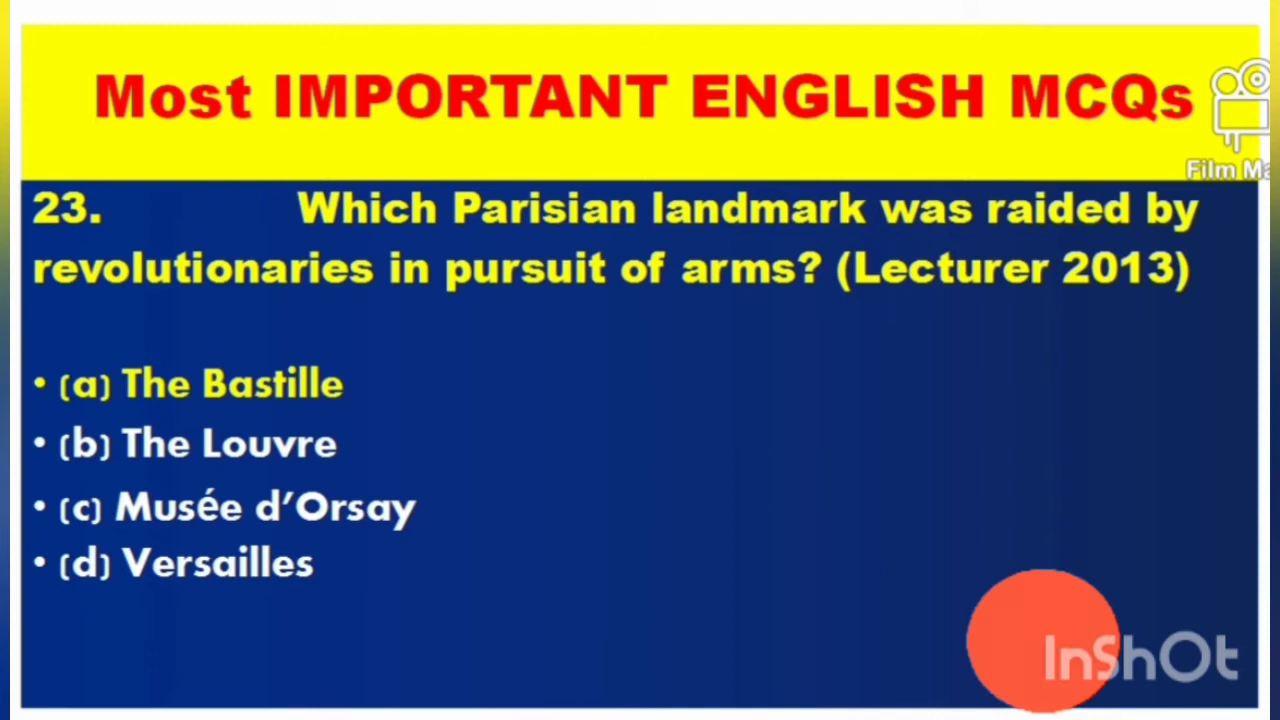 Most IMPORTANT ENGLISH MCQs
Film
23. Which Parisian landmark was raided by
revolutionaries in pursuit of arms? (Lecturer 2013)
• (a) The Bastille
• (b) The Louvre
• (c) Musée d’Orsay
• (d) Versailles
InShOt